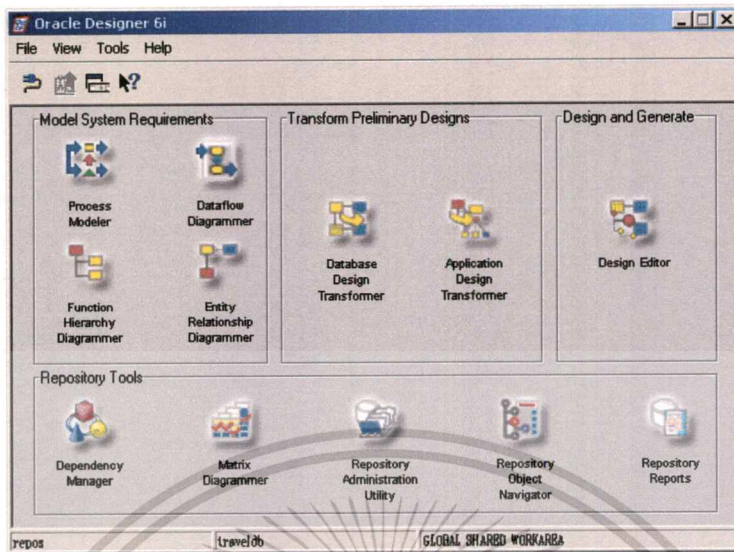 Oracle Designer 6i
File View Tools Help
Model System Requirements
Transform Preliminary Designs
Design and Generate
Process
Modeler
Dataflow
Diagrammer
Database
Design
Transformer
Application
Design
Transformer
Design Editor
Function
Hierarchy
Diagrammer
Entity
Relationship
Diagrammer
Repository Tools
Dependency
Manager
Matrix
Diagrammer
Repository
Administration
Utility
Repository
Object
Navigator
Repository
Reports
repos
traveldb
GLOBAL SHARED WORKAREA